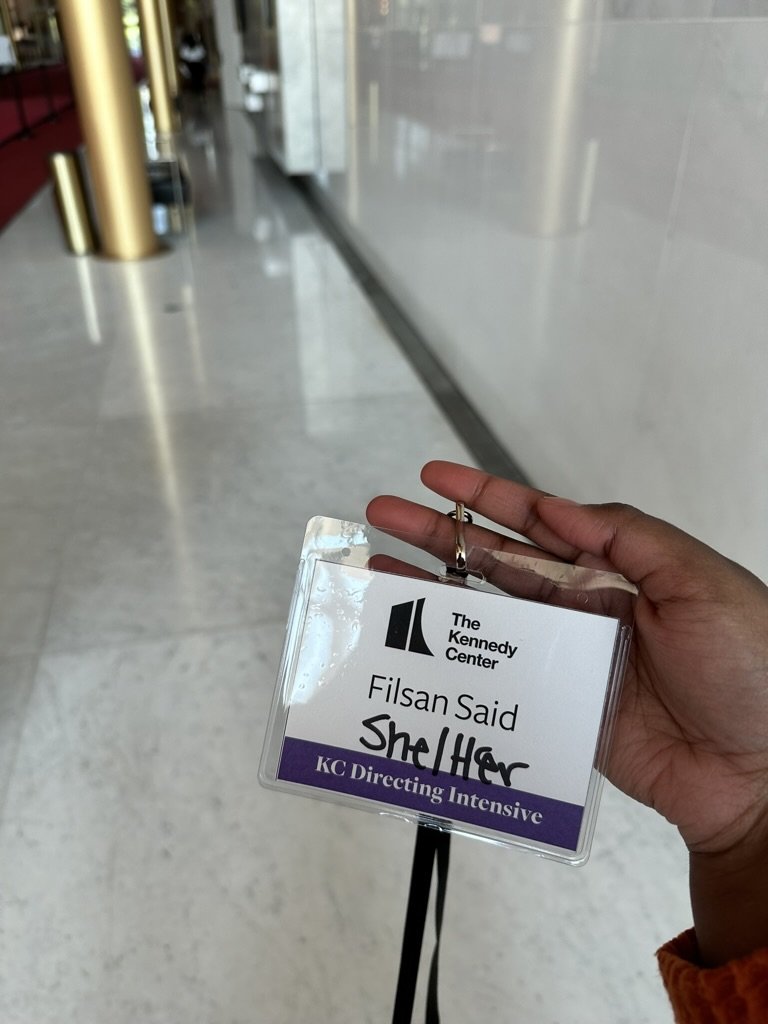 The
Kennedy
Center
Filsan Said
She/Her
KC Directing Intensive